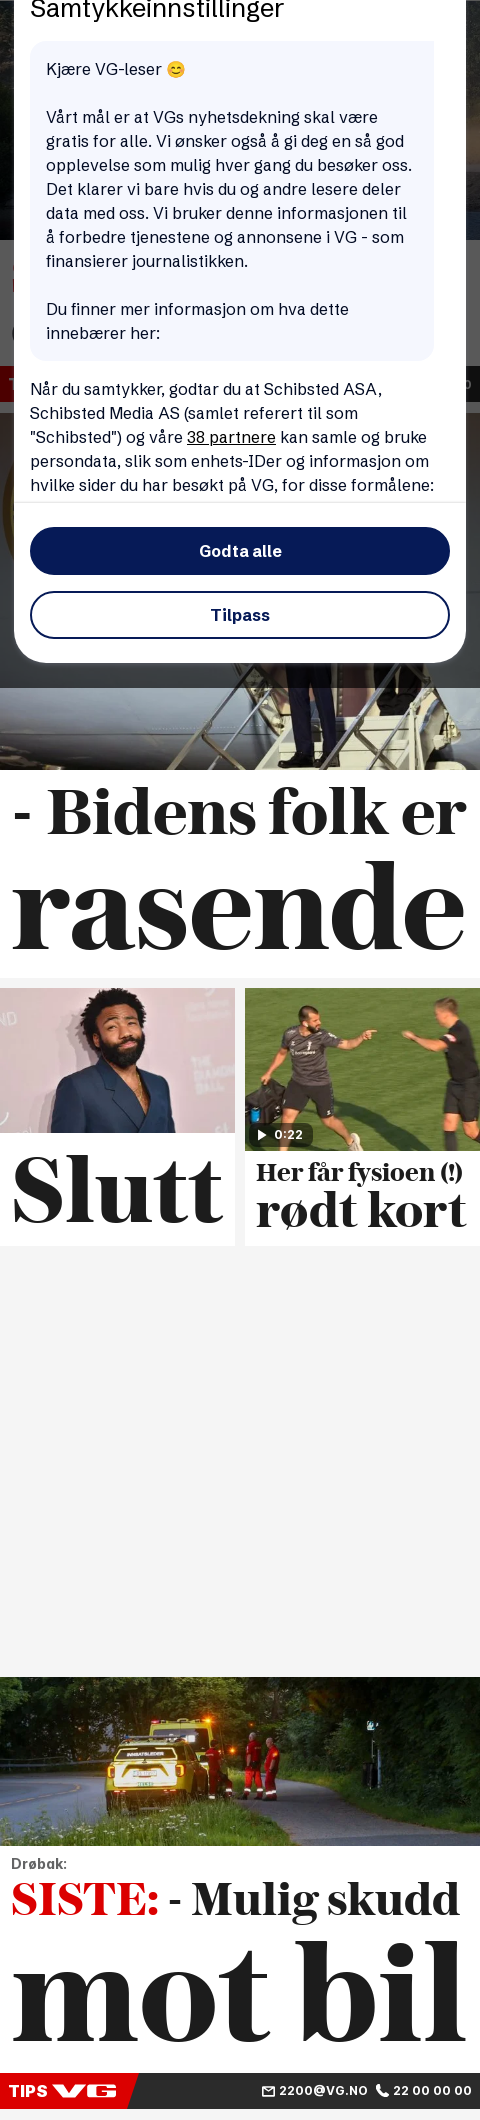 Samtykkeinnstillinger
Kjære VG-leser 😊
Vårt mål er at VGs nyhetsdekning skal være
gratis for alle. Vi ønsker også å gi deg en så god
opplevelse som mulig hver gang du besøker oss.
Det klarer vi bare hvis du og andre lesere deler
data med oss. Vi bruker denne informasjonen til
å forbedre tjenestene og annonsene i VG - som
finansierer journalistikken.
Du finner mer informasjon om hva dette
innebærer her:
Når du samtykker, godtar du at Schibsted ASA,
Schibsted Media AS (samlet referert til som
"Schibsted") og våre 38 partnere kan samle og bruke
persondata, slik som enhets-IDer og informasjon om
hvilke sider du har besøkt på VG, for disse formålene:
Godta alle
Tilpass
- Bidens folk er
rasende
THE
DIAMOND
BALL
Slutt
0:22
Her får fysioen (!)
rødt kort
Drøbak:
SISTE: - Mulig skudd
mot bil
TIPS VG 2200@VG.NO 22 00 00 00